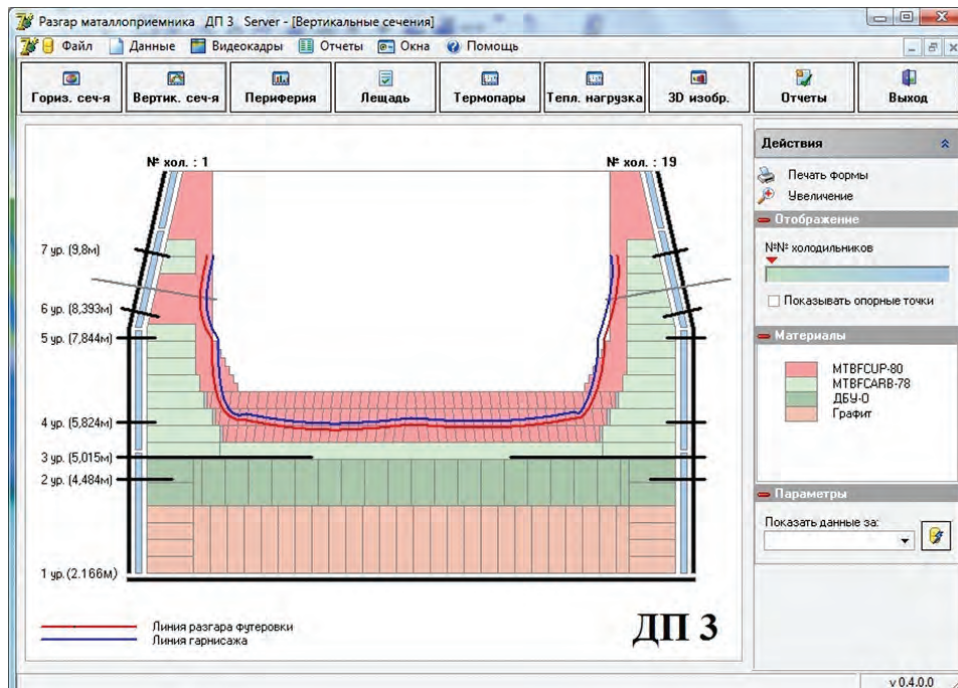 Разгар металлоприемника ДП 3 Server - [Вертикальные сечения]
Файл Данные Видеокадры Отчеты Окна Помощь
Гориз. сеч-я Вертик. сеч-я Периферия Лещадь Термопары Тепл. нагрузка 3D изобр. Отчеты Выход
№ хол. : 1
№ хол. : 19
7 ур. (9,8м)
6 ур. (8,393м)
5 ур. (7,844м)
4 ур. (5,824м)
3 ур. (5,015м)
2 ур. (4,484м)
1 ур. (2.166м)
Линия разгара футеровки
Линия гарнисажа
ДП 3
Действия
Печать формы
Увеличение
Отображение
№№ холодильников
Показывать опорные точки
Материалы
MTBFCUP-80
MTBFCARB-78
ДБУ-0
Графит
Параметры
Показать данные за:
v 0.4.0.0